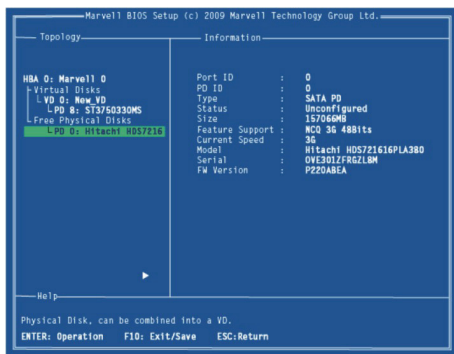 Marvell BIOS Setup (c) 2009 Marvell Technology Group Ltd.
Topology
HBA 0: Marvell 0
Virtual Disks
VD 0: New_VD
PD 8: ST3750330MS
Free Physical Disks
PD 0: Hitachi HDS7216
Information
Port ID : 0
PD ID : 0
Type : SATA PD
Status : Unconfigured
Size : 157066MB
Feature Support : NCQ 3G 48Bits
Current Speed : 3G
Model : Hitachi HDS721616PLA380
Serial : OVE301ZFRGZL8M
FW Version : P220ABEA
Help
Physical Disk, can be combined into a VD.
ENTER: Operation F10: Exit/Save ESC:Return